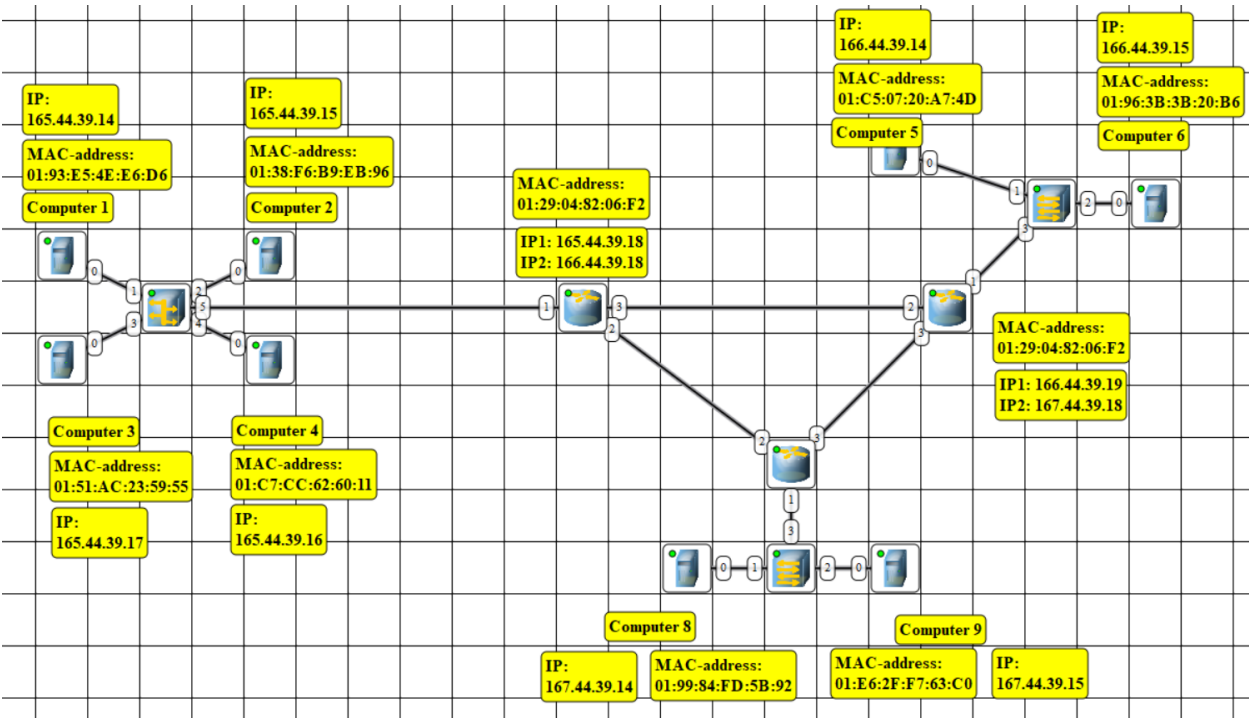 IP:
165.44.39.14
MAC-address:
01:93:E5:4E:E6:D6
Computer 1
0
1
IP:
165.44.39.15
MAC-address:
01:38:F6:B9:EB:96
Computer 2
0
2
5
3
0
4
0
Computer 3
MAC-address:
01:51:AC:23:59:55
IP:
165.44.39.17
Computer 4
MAC-address:
01:C7:CC:62:60:11
IP:
165.44.39.16
MAC-address:
01:29:04:82:06:F2
IP1: 165.44.39.18
IP2: 166.44.39.18
1
3
2
IP:
166.44.39.14
MAC-address:
01:C5:07:20:A7:4D
Computer 5
0
1
IP:
166.44.39.15
MAC-address:
01:96:3B:3B:20:B6
Computer 6
2
0
3
1
2
3
MAC-address:
01:29:04:82:06:F2
IP1: 166.44.39.19
IP2: 167.44.39.18
2
3
1
3
0
1
2
0
Computer 8
IP:
167.44.39.14
MAC-address:
01:99:84:FD:5B:92
Computer 9
MAC-address:
01:E6:2F:F7:63:C0
IP:
167.44.39.15